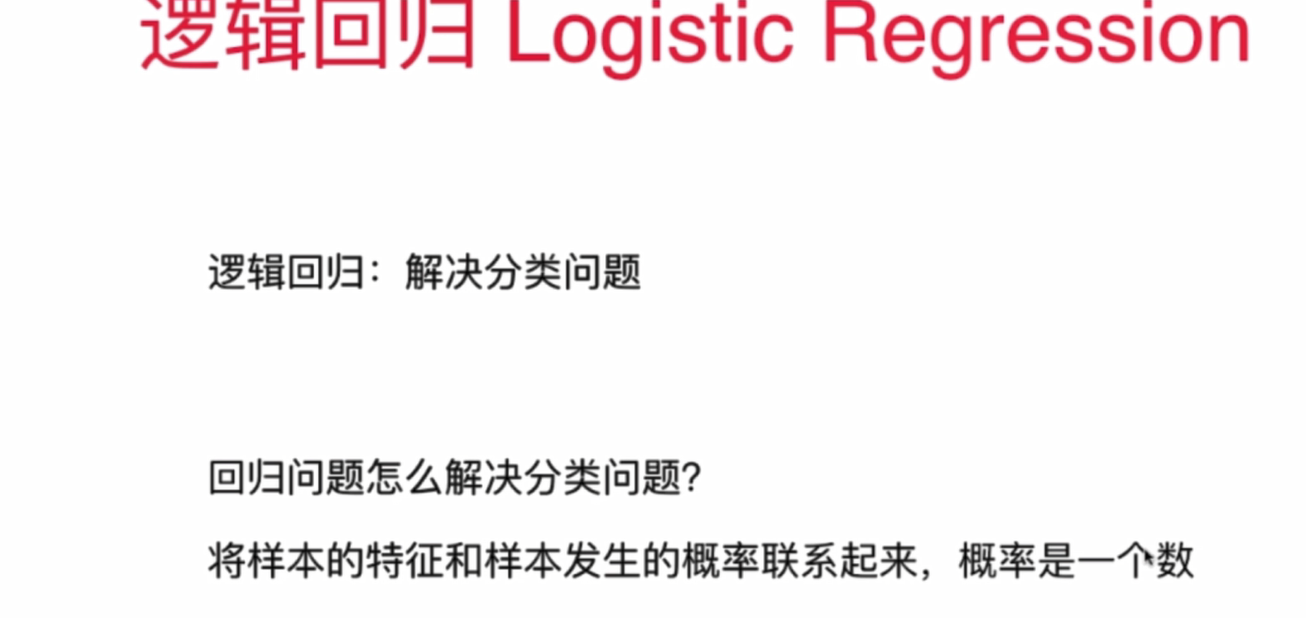 逻辑回归 Logistic Regression
逻辑回归：解决分类问题
回归问题怎么解决分类问题？
将样本的特征和样本发生的概率联系起来，概率是一个数